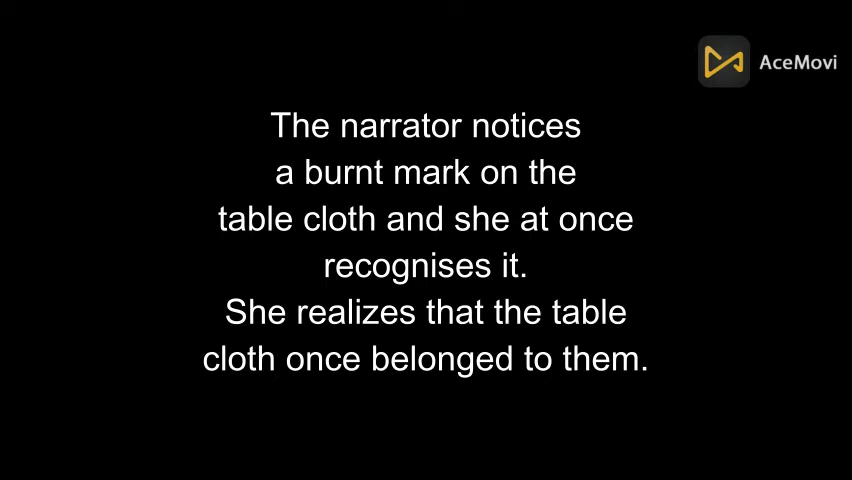 AceMovi
The narrator notices
a burnt mark on the
table cloth and she at once
recognises it.
She realizes that the table
cloth once belonged to them.